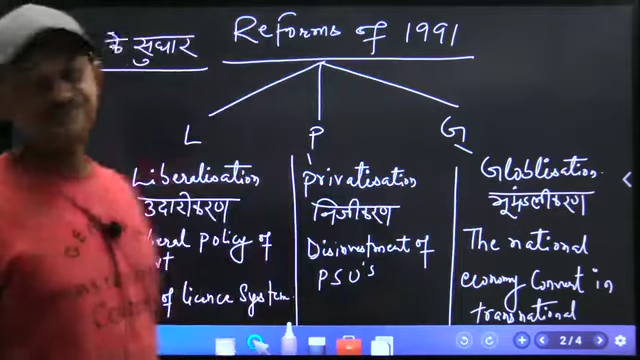 के सुधार Reforms of 1991
L P G
Liberalisation
उदारीकरण
policy of
of licence System
Privatisation
निजीकरण
Disinvestment of
PSU's
Globlisation
भूमंडलीकरण
The national
economy Convert in
transnational
2/4